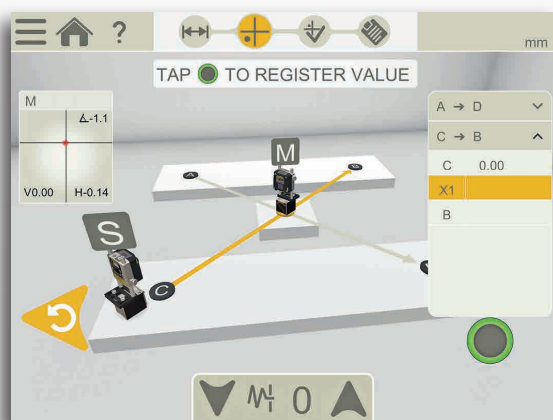 ?
mm
TAP TO REGISTER VALUE
M
∡-1.1
V0.00 H-0.14
A → D
C → B
C 0.00
X1
B
M
S
A
B
C
0